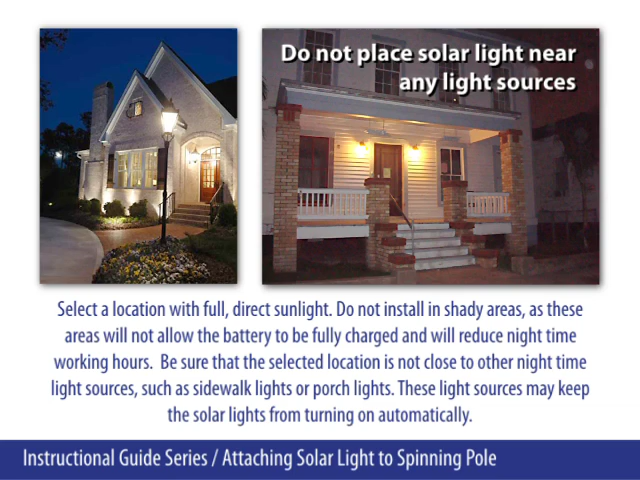 Do not place solar light near
any light sources
Select a location with full, direct sunlight. Do not install in shady areas, as these
areas will not allow the battery to be fully charged and will reduce night time
working hours.  Be sure that the selected location is not close to other night time
light sources, such as sidewalk lights or porch lights. These light sources may keep
the solar lights from turning on automatically.
Instructional Guide Series / Attaching Solar Light to Spinning Pole